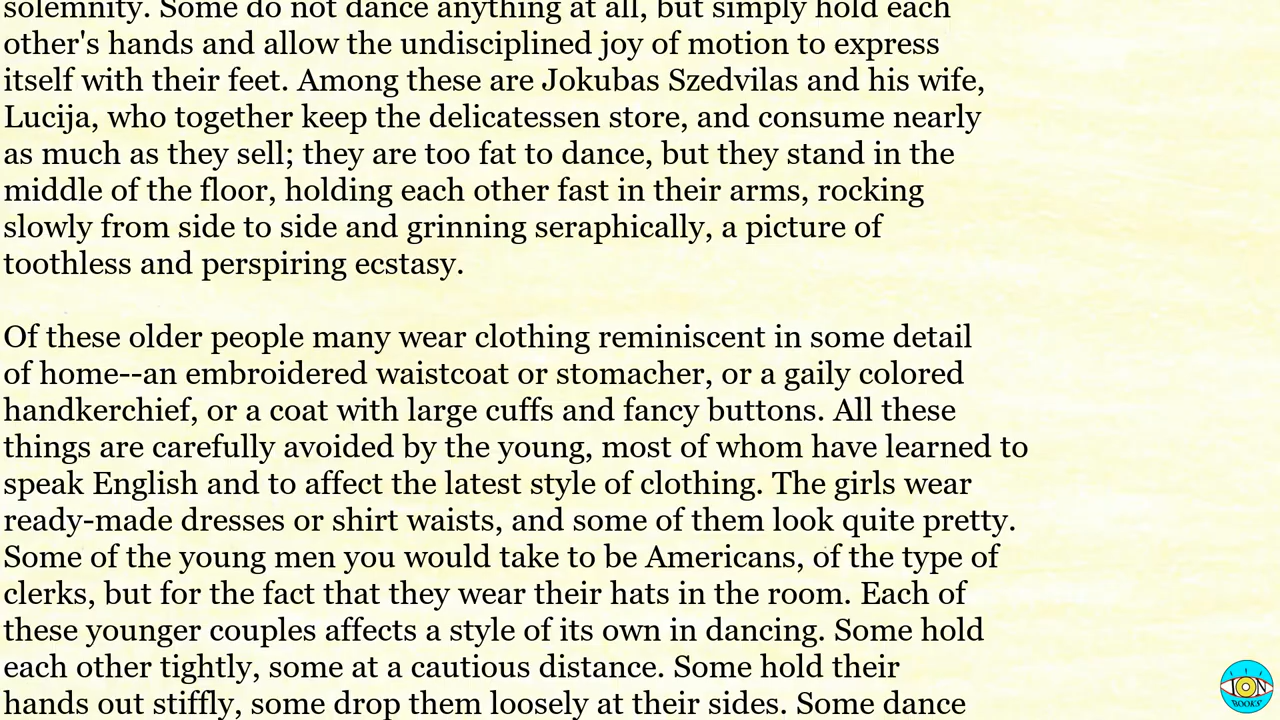 solemnity. Some do not dance anything at all, but simply hold each
other's hands and allow the undisciplined joy of motion to express
itself with their feet. Among these are Jokubas Szedvilas and his wife,
Lucija, who together keep the delicatessen store, and consume nearly
as much as they sell; they are too fat to dance, but they stand in the
middle of the floor, holding each other fast in their arms, rocking
slowly from side to side and grinning seraphically, a picture of
toothless and perspiring ecstasy.
Of these older people many wear clothing reminiscent in some detail
of home--an embroidered waistcoat or stomacher, or a gaily colored
handkerchief, or a coat with large cuffs and fancy buttons. All these
things are carefully avoided by the young, most of whom have learned to
speak English and to affect the latest style of clothing. The girls wear
ready-made dresses or shirt waists, and some of them look quite pretty.
Some of the young men you would take to be Americans, of the type of
clerks, but for the fact that they wear their hats in the room. Each of
these younger couples affects a style of its own in dancing. Some hold
each other tightly, some at a cautious distance. Some hold their
hands out stiffly, some drop them loosely at their sides. Some dance
ION
BOOKS